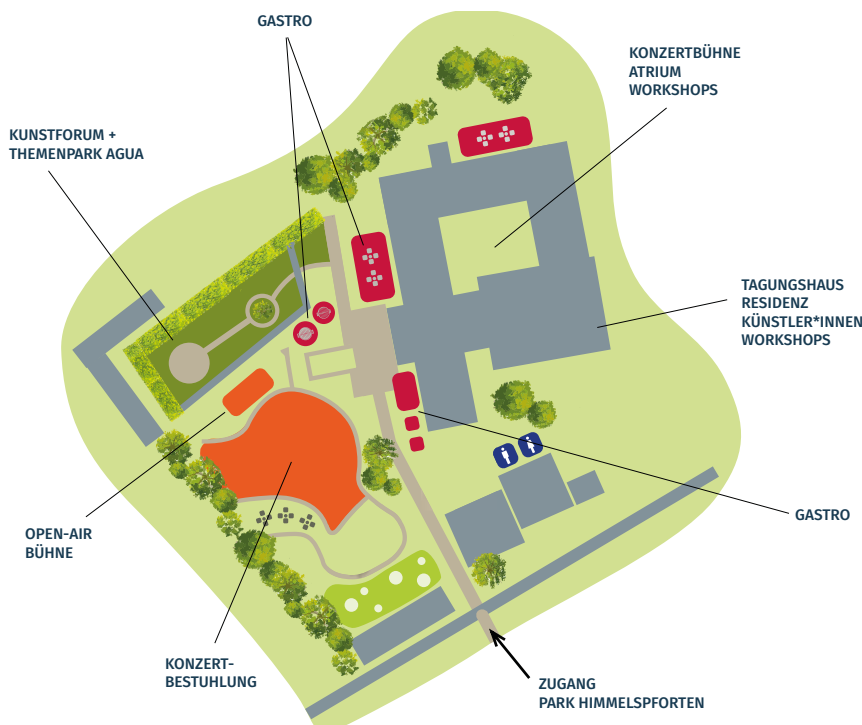 GASTRO
KONZERTBÜHNE
ATRIUM
WORKSHOPS
KUNSTFORUM +
THEMENPARK AGUA
TAGUNGSHAUS
RESIDENZ
KÜNSTLER*INNEN
WORKSHOPS
GASTRO
OPEN-AIR
BÜHNE
KONZERT-
BESTUHLUNG
ZUGANG
PARK HIMMELSPFORTEN